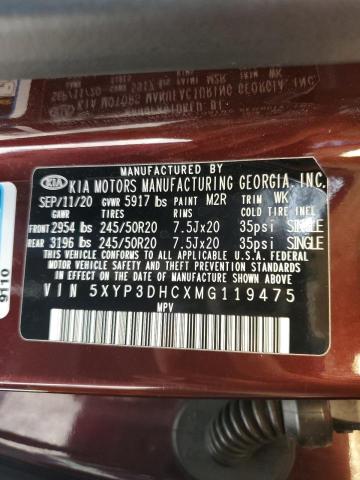 MANUFACTURED BY
KIA KIA MOTORS MANUFACTURING GEORGIA, INC.
SEP/11/20 GVWR 5917 lbs PAINT M2R TRIM WK
GAWR TIRES RIMS COLD TIRE INFL
FRONT 2954 lbs 245/50R20 7.5Jx20 35psi SINGLE
REAR 3196 lbs 245/50R20 7.5Jx20 35psi SINGLE
THIS VEHICLE CONFORMS TO ALL APPLICABLE U.S.A. FEDERAL
MOTOR VEHICLE SAFETY AND THEFT PREVENTION STANDARDS
IN EFFECT ON THE DATE OF MANUFACTURE SHOWN ABOVE.
VIN 5XYP3DHCXMG119475
MPV
9110